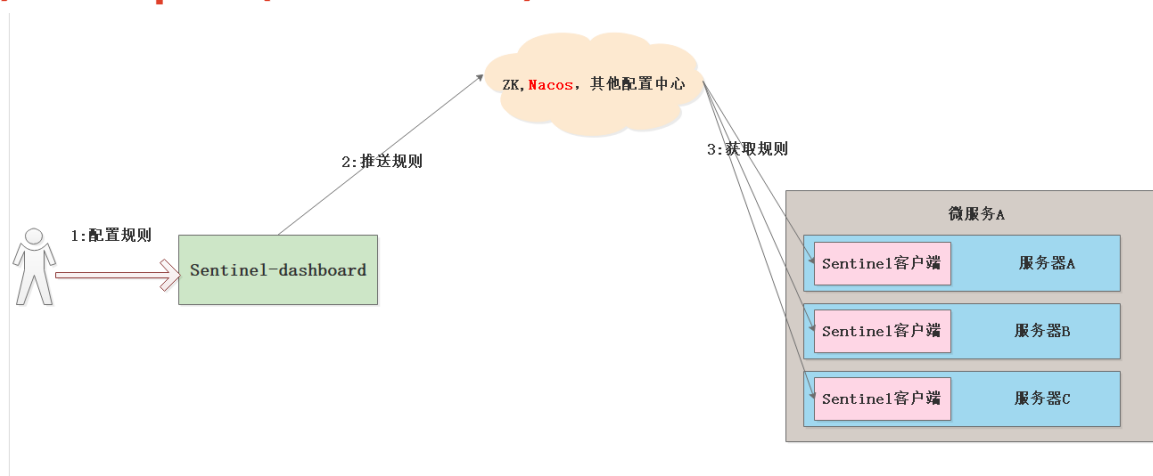 ZK,Nacos，其他配置中心
2:推送规则
3:获取规则
1:配置规则
Sentinel-dashboard
微服务A
Sentinel客户端
服务器A
Sentinel客户端
服务器B
Sentinel客户端
服务器C